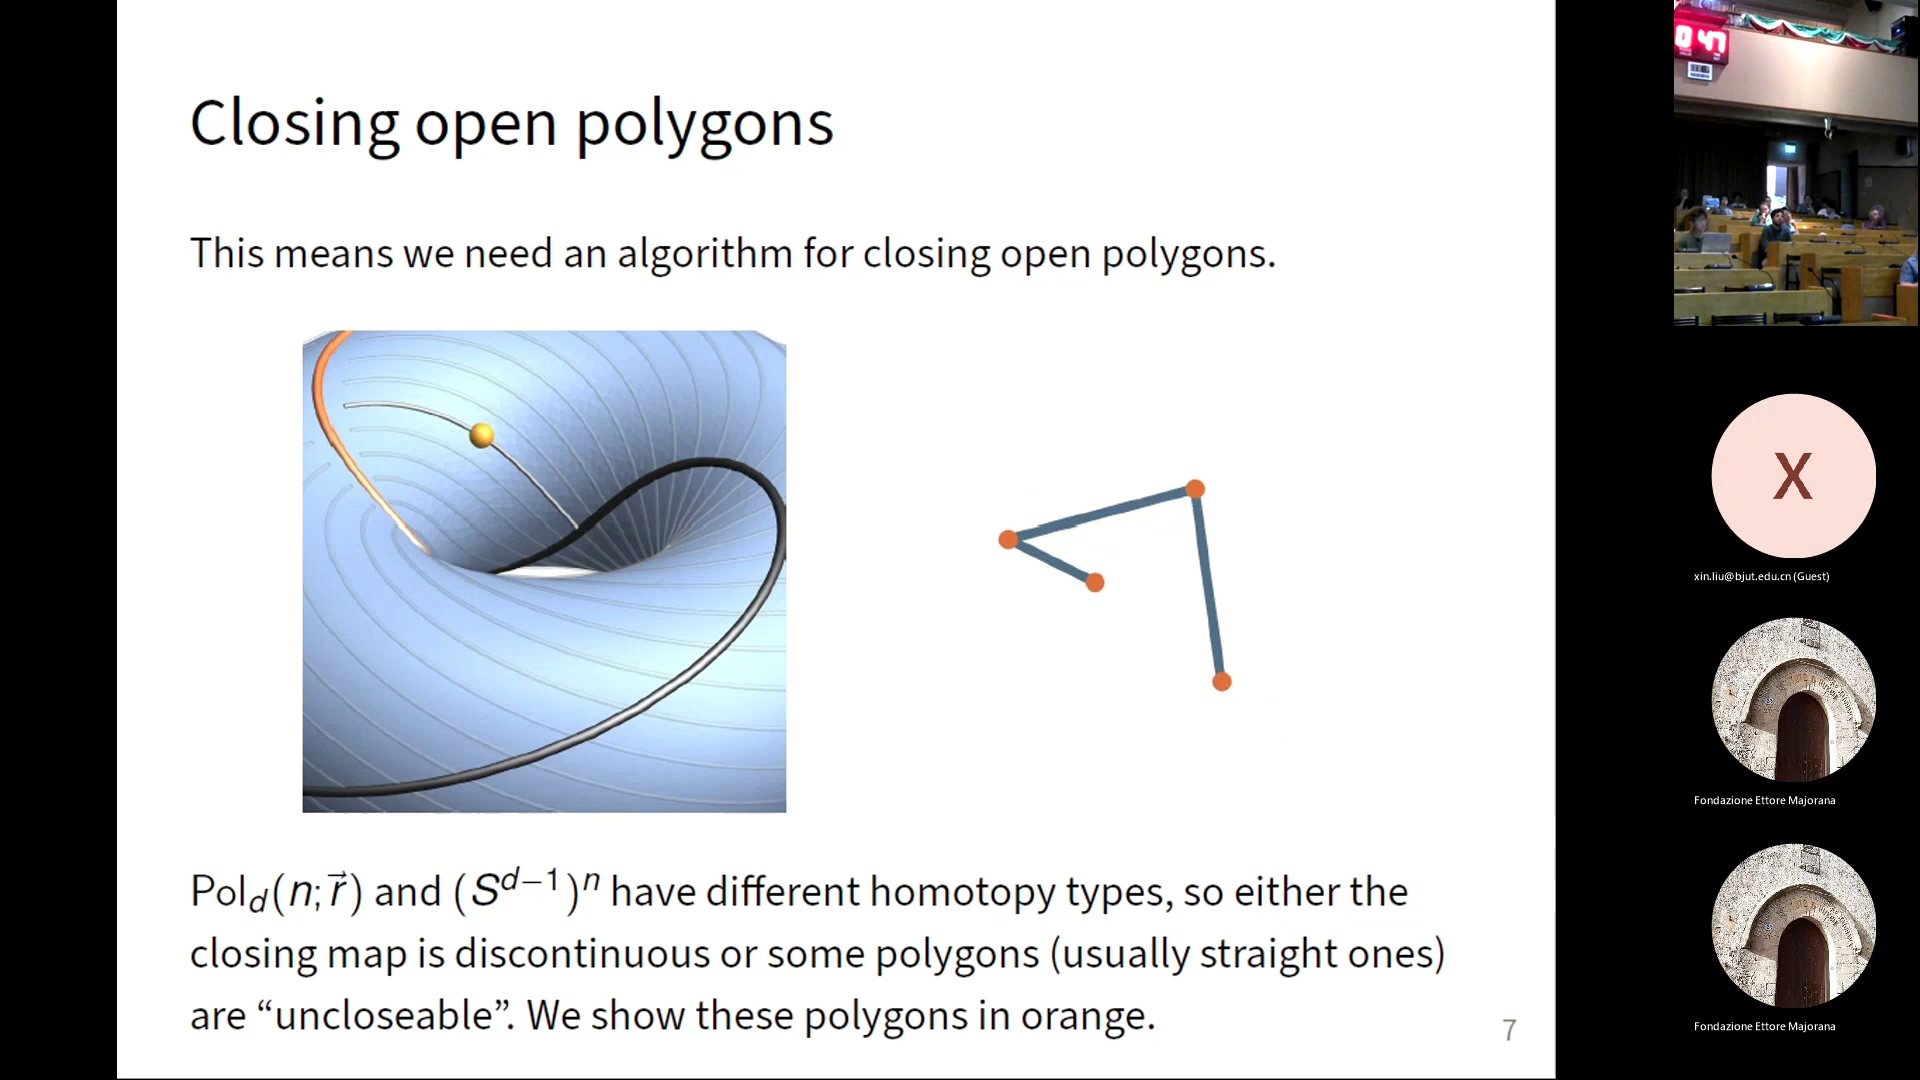 Closing open polygons
This means we need an algorithm for closing open polygons.
Pol_d(n; r⃗) and (S^{d−1})^n have different homotopy types, so either the
closing map is discontinuous or some polygons (usually straight ones)
are “uncloseable”. We show these polygons in orange.
7
0 47
X
xin.liu@bjut.edu.cn (Guest)
Fondazione Ettore Majorana
Fondazione Ettore Majorana